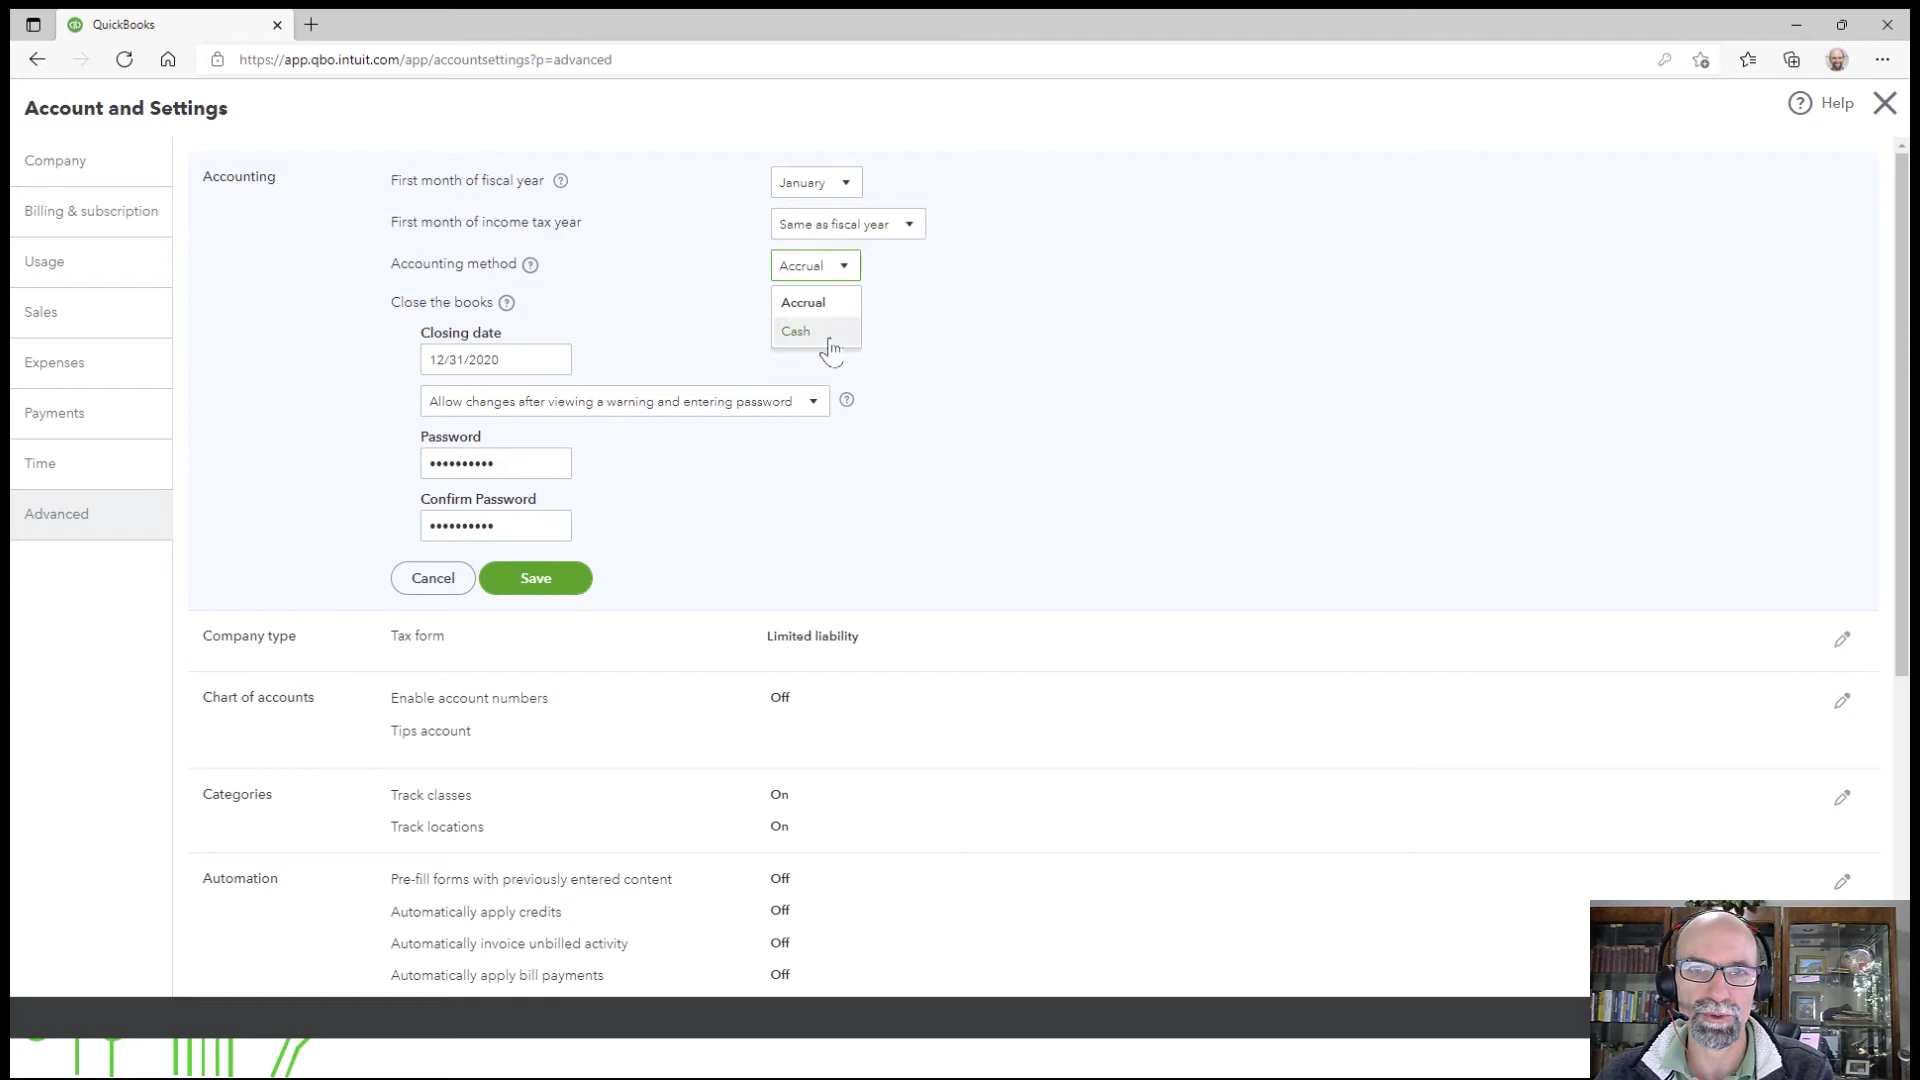 QuickBooks
https://app.qbo.intuit.com/app/accountsettings?p=advanced
Account and Settings
Help
Company
Billing & subscription
Usage
Sales
Expenses
Payments
Time
Advanced
Accounting
First month of fiscal year
January
First month of income tax year
Same as fiscal year
Accounting method
Accrual
Accrual
Cash
Close the books
Closing date
12/31/2020
Allow changes after viewing a warning and entering password
Password
••••••••••
Confirm Password
••••••••••
Cancel
Save
Company type
Tax form
Limited liability
Chart of accounts
Enable account numbers
Off
Tips account
Categories
Track classes
On
Track locations
On
Automation
Pre-fill forms with previously entered content
Off
Automatically apply credits
Off
Automatically invoice unbilled activity
Off
Automatically apply bill payments
Off